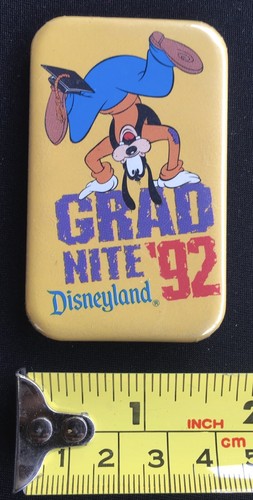 GRAD
NITE '92
Disneyland®
1 INCH 2
1 2 3 4 cm 5